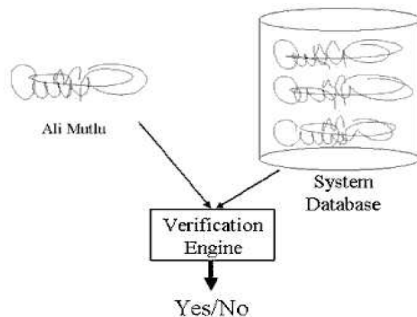 Ali Mutlu
System
Database
Verification
Engine
Yes/No